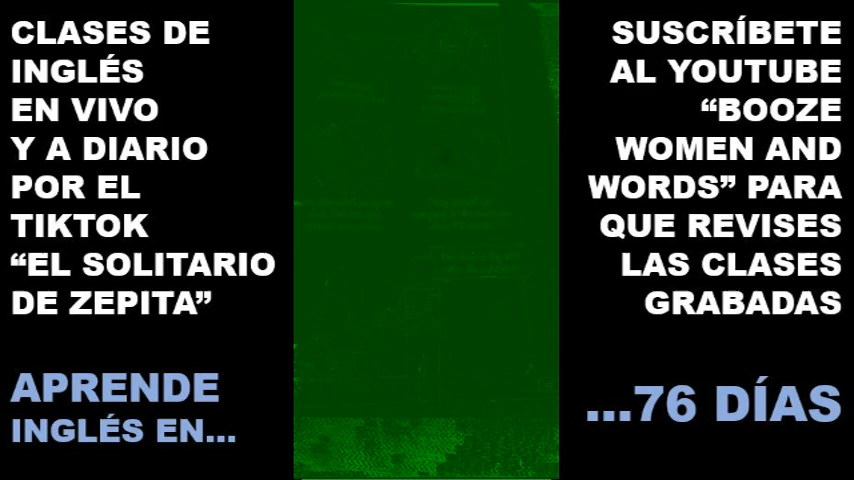 CLASES DE
INGLÉS
EN VIVO
Y A DIARIO
POR EL
TIKTOK
“EL SOLITARIO
DE ZEPITA”
APRENDE
INGLÉS EN...
SUSCRÍBETE
AL YOUTUBE
“BOOZE
WOMEN AND
WORDS” PARA
QUE REVISES
LAS CLASES
GRABADAS
...76 DÍAS